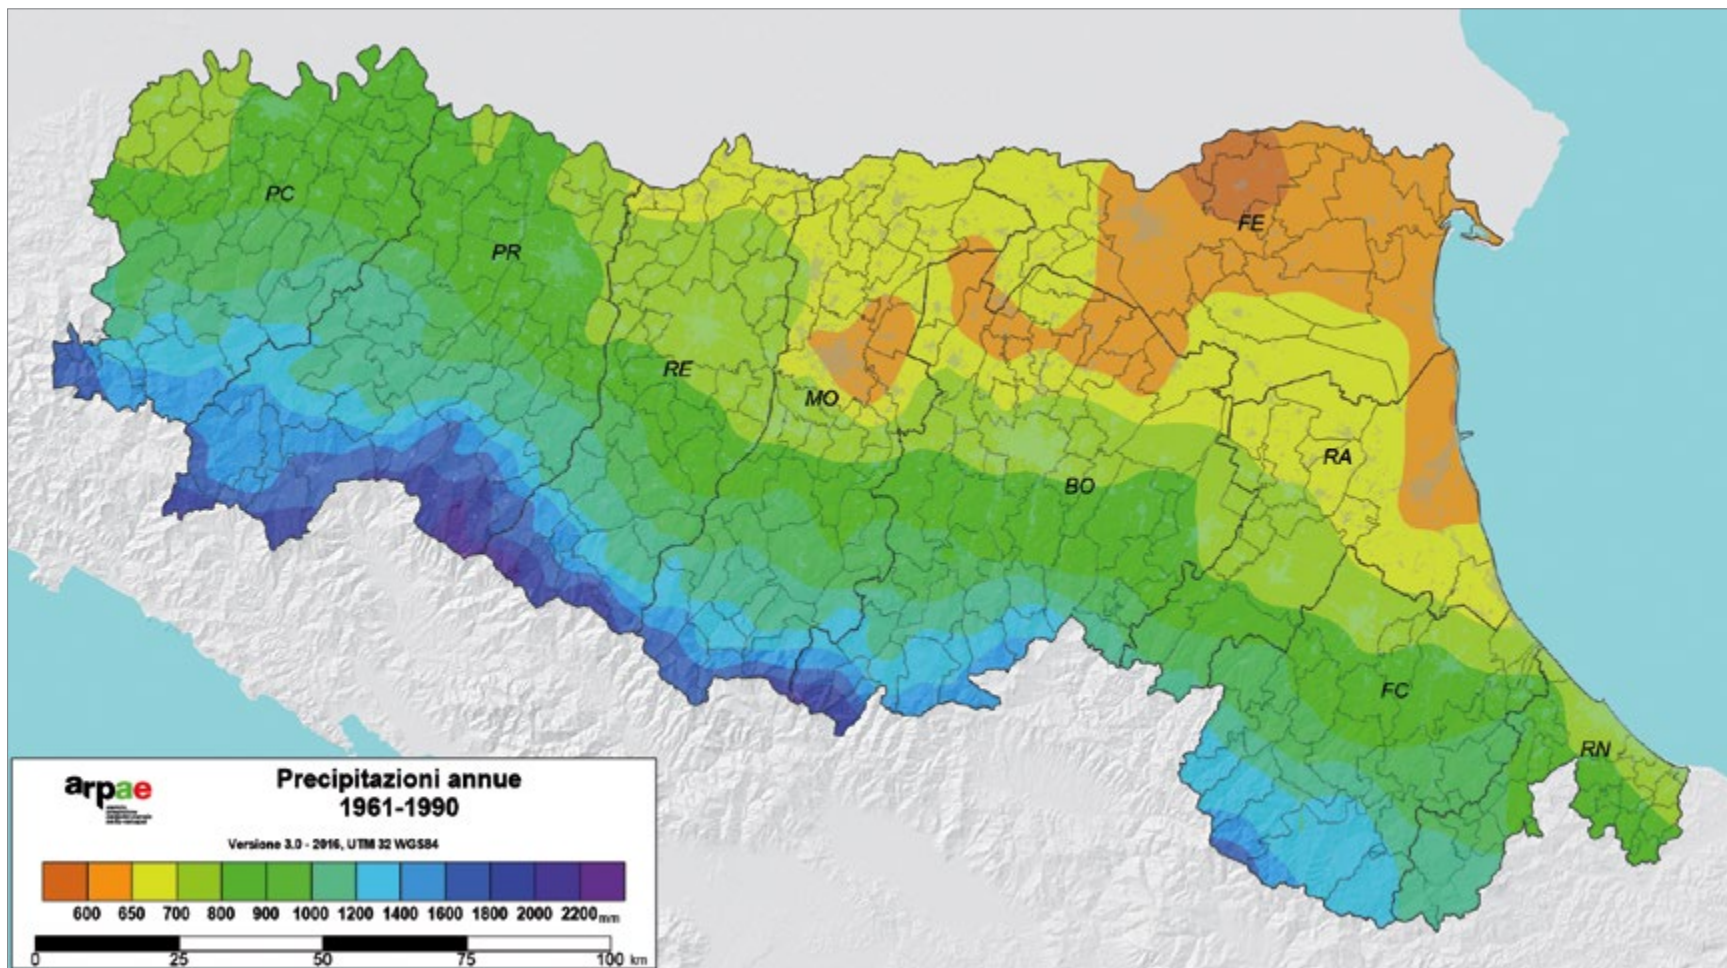 PC
PR
FE
RE
MO
RA
BO
FC
RN
arpae
Precipitazioni annue
1961-1990
Versione 3.0 - 2016, UTM 32 WGS84
600 650 700 800 900 1000 1200 1400 1600 1800 2000 2200 mm
0 25 50 75 100 km